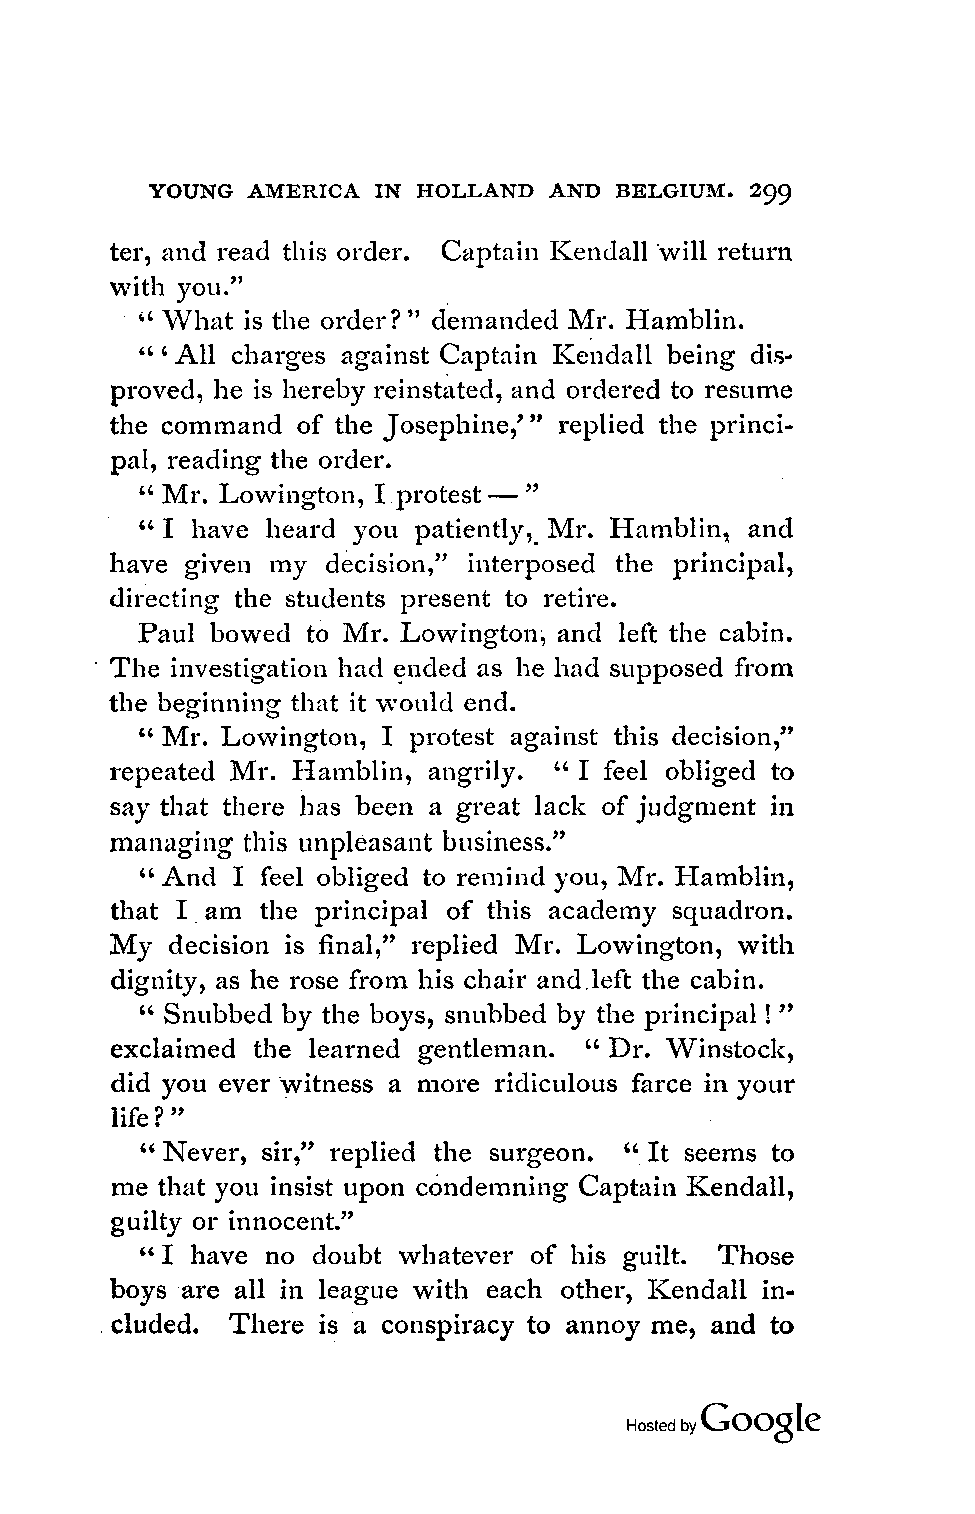 YOUNG AMERICA IN HOLLAND AND BELGIUM. 299
ter, and read this order. Captain Kendall will return
with you."
"What is the order?" demanded Mr. Hamblin.
"'All charges against Captain Kendall being dis-
proved, he is hereby reinstated, and ordered to resume
the command of the Josephine,'" replied the princi-
pal, reading the order.
"Mr. Lowington, I protest — "
"I have heard you patiently, Mr. Hamblin, and
have given my decision," interposed the principal,
directing the students present to retire.
Paul bowed to Mr. Lowington, and left the cabin.
The investigation had ended as he had supposed from
the beginning that it would end.
"Mr. Lowington, I protest against this decision,"
repeated Mr. Hamblin, angrily. "I feel obliged to
say that there has been a great lack of judgment in
managing this unpleasant business."
"And I feel obliged to remind you, Mr. Hamblin,
that I am the principal of this academy squadron.
My decision is final," replied Mr. Lowington, with
dignity, as he rose from his chair and left the cabin.
"Snubbed by the boys, snubbed by the principal!"
exclaimed the learned gentleman. "Dr. Winstock,
did you ever witness a more ridiculous farce in your
life?"
"Never, sir," replied the surgeon. "It seems to
me that you insist upon condemning Captain Kendall,
guilty or innocent."
"I have no doubt whatever of his guilt. Those
boys are all in league with each other, Kendall in-
cluded. There is a conspiracy to annoy me, and to
Hosted by Google